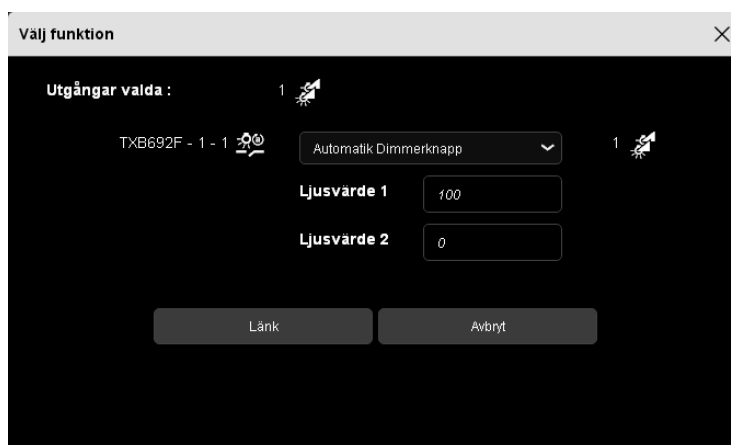 Välj funktion
Utgångar valda : 1
TXB692F - 1 - 1 Automatik Dimmerknapp 1
Ljusvärde 1 100
Ljusvärde 2 0
Länk Avbryt